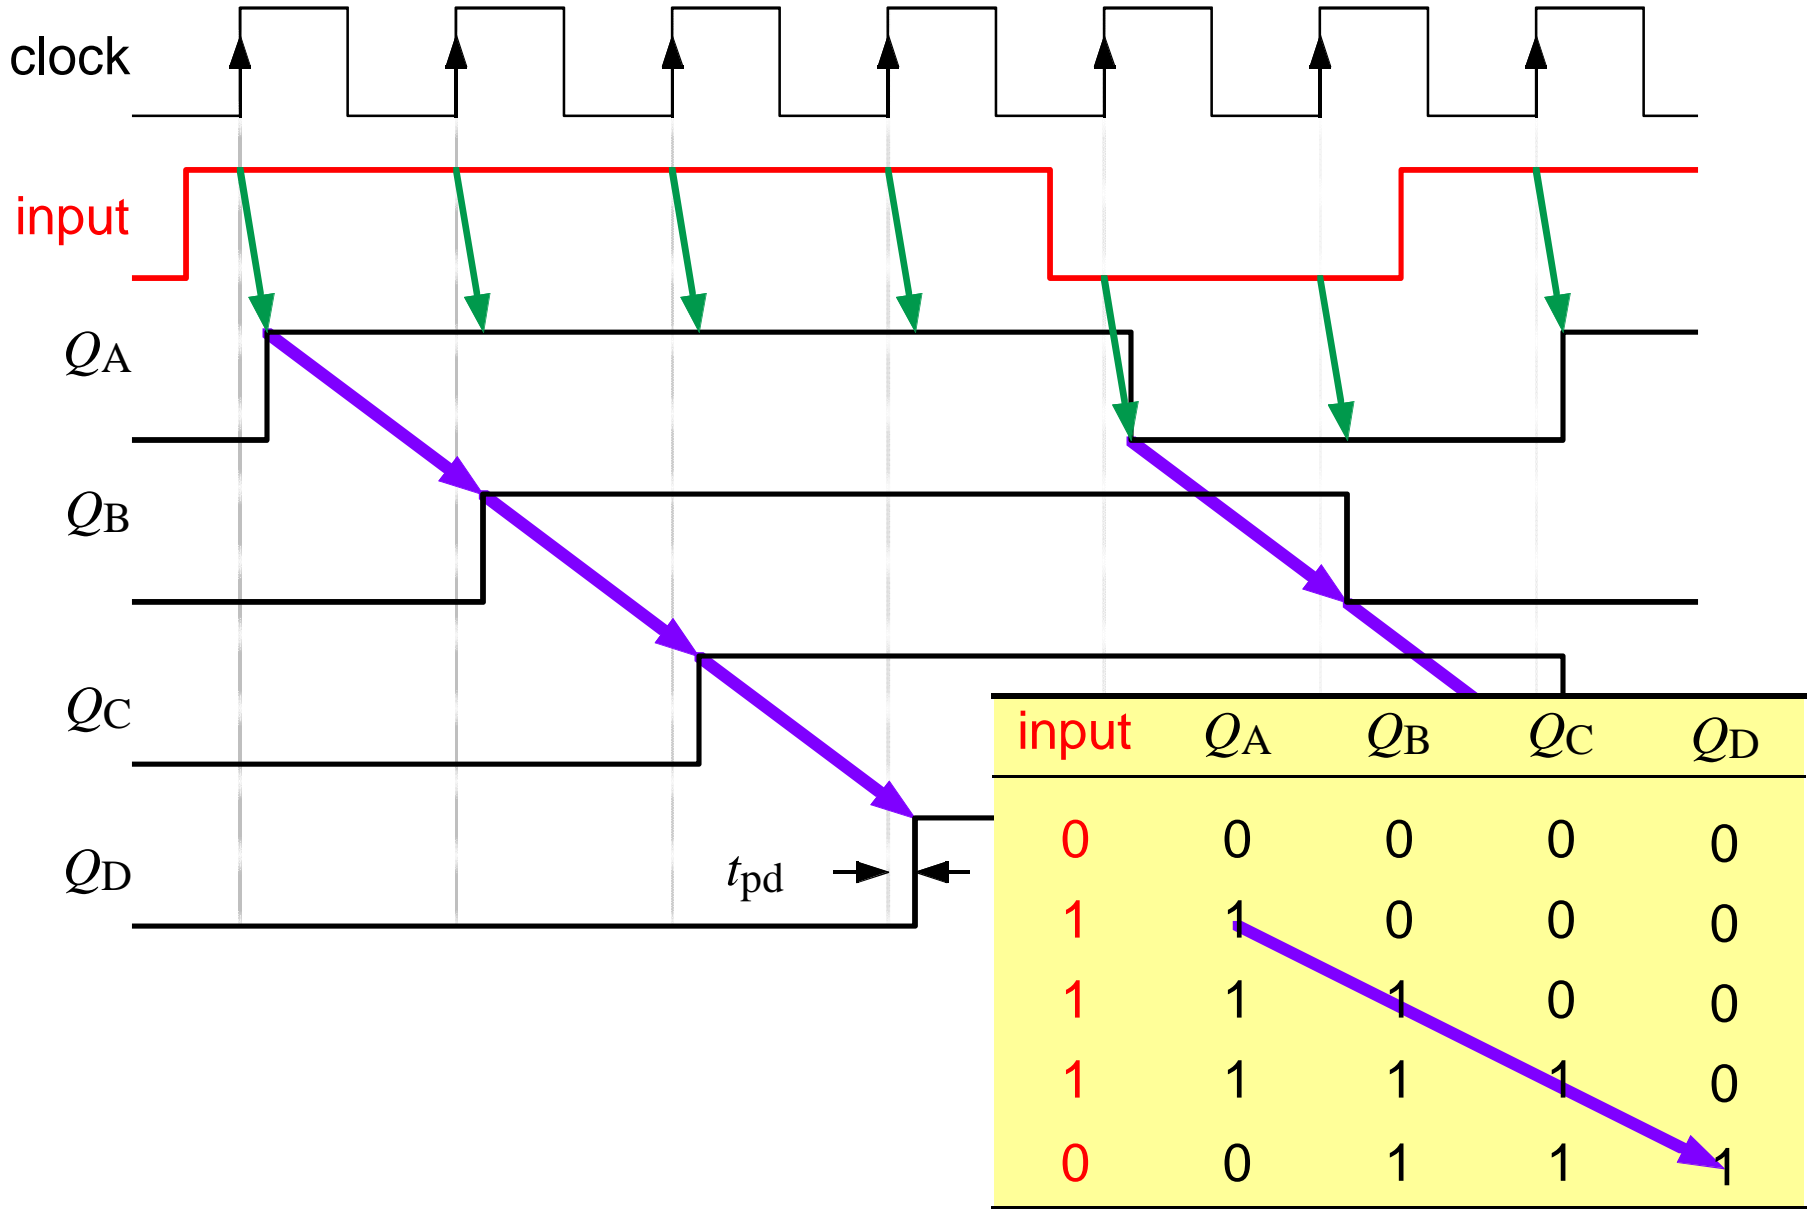 clock
input
QA
QB
QC
QD
tpd
input QA QB QC QD
0 0 0 0 0
1 1 0 0 0
1 1 1 0 0
1 1 1 1 0
0 0 1 1 1